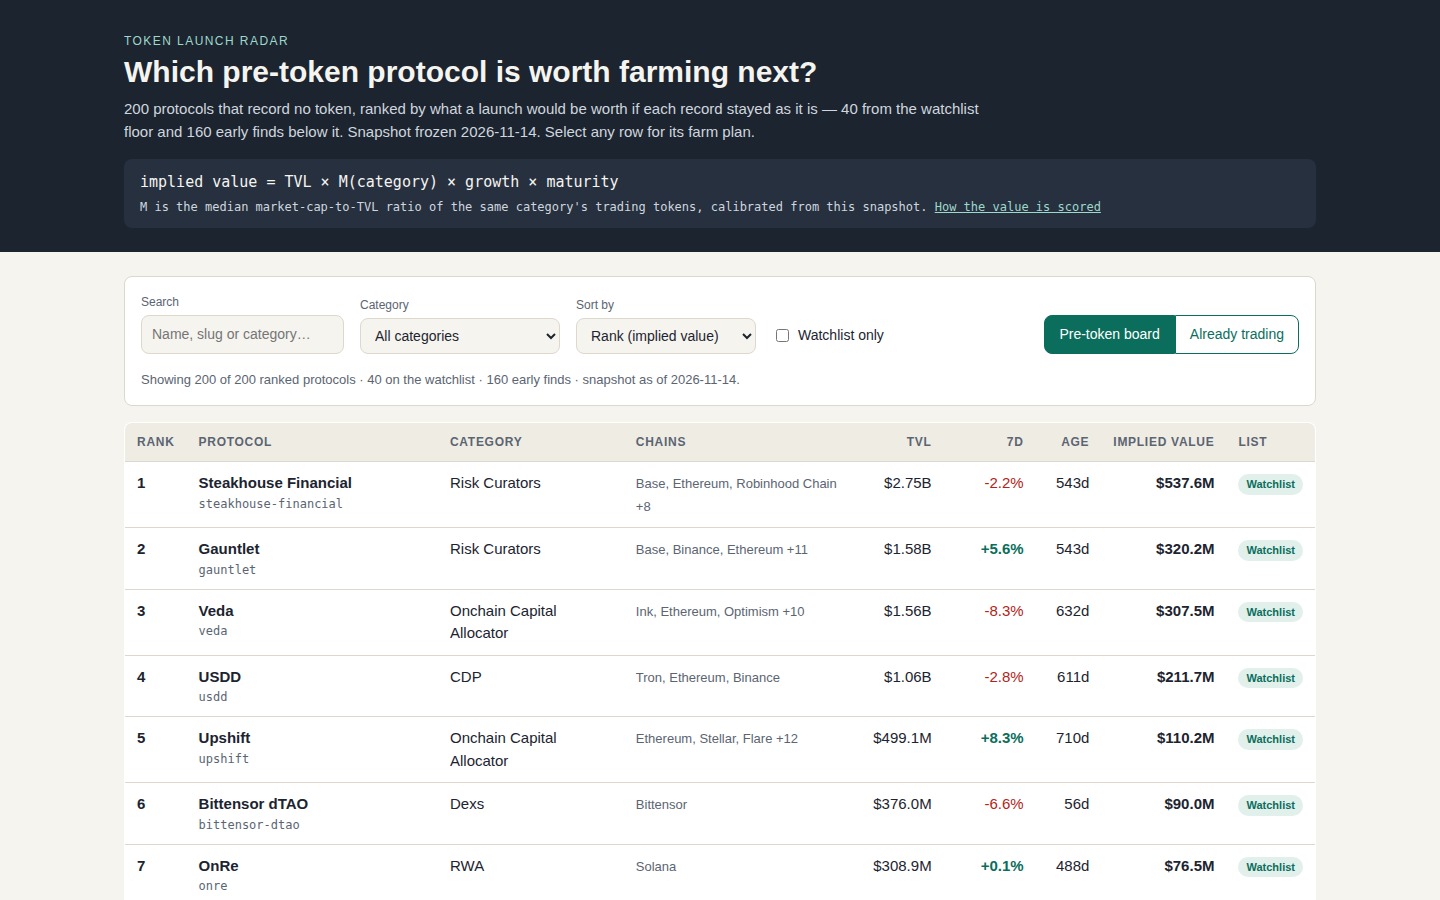 TOKEN LAUNCH RADAR
Which pre-token protocol is worth farming next?
200 protocols that record no token, ranked by what a launch would be worth if each record stayed as it is — 40 from the watchlist
floor and 160 early finds below it. Snapshot frozen 2026-11-14. Select any row for its farm plan.
implied value = TVL × M(category) × growth × maturity
M is the median market-cap-to-TVL ratio of the same category's trading tokens, calibrated from this snapshot. How the value is scored
Search
Category
Sort by
Name, slug or category…
All categories
Rank (implied value)
Watchlist only
Pre-token board
Already trading
Showing 200 of 200 ranked protocols · 40 on the watchlist · 160 early finds · snapshot as of 2026-11-14.
RANK PROTOCOL CATEGORY CHAINS TVL 7D AGE IMPLIED VALUE LIST
1 Steakhouse Financial Risk Curators Base, Ethereum, Robinhood Chain $2.75B -2.2% 543d $537.6M Watchlist
steakhouse-financial +8
2 Gauntlet Risk Curators Base, Binance, Ethereum +11 $1.58B +5.6% 543d $320.2M Watchlist
gauntlet
3 Veda Onchain Capital Ink, Ethereum, Optimism +10 $1.56B -8.3% 632d $307.5M Watchlist
veda Allocator
4 USDD CDP Tron, Ethereum, Binance $1.06B -2.8% 611d $211.7M Watchlist
usdd
5 Upshift Onchain Capital Ethereum, Stellar, Flare +12 $499.1M +8.3% 710d $110.2M Watchlist
upshift Allocator
6 Bittensor dTAO Dexs Bittensor $376.0M -6.6% 56d $90.0M Watchlist
bittensor-dtao
7 OnRe RWA Solana $308.9M +0.1% 488d $76.5M Watchlist
onre